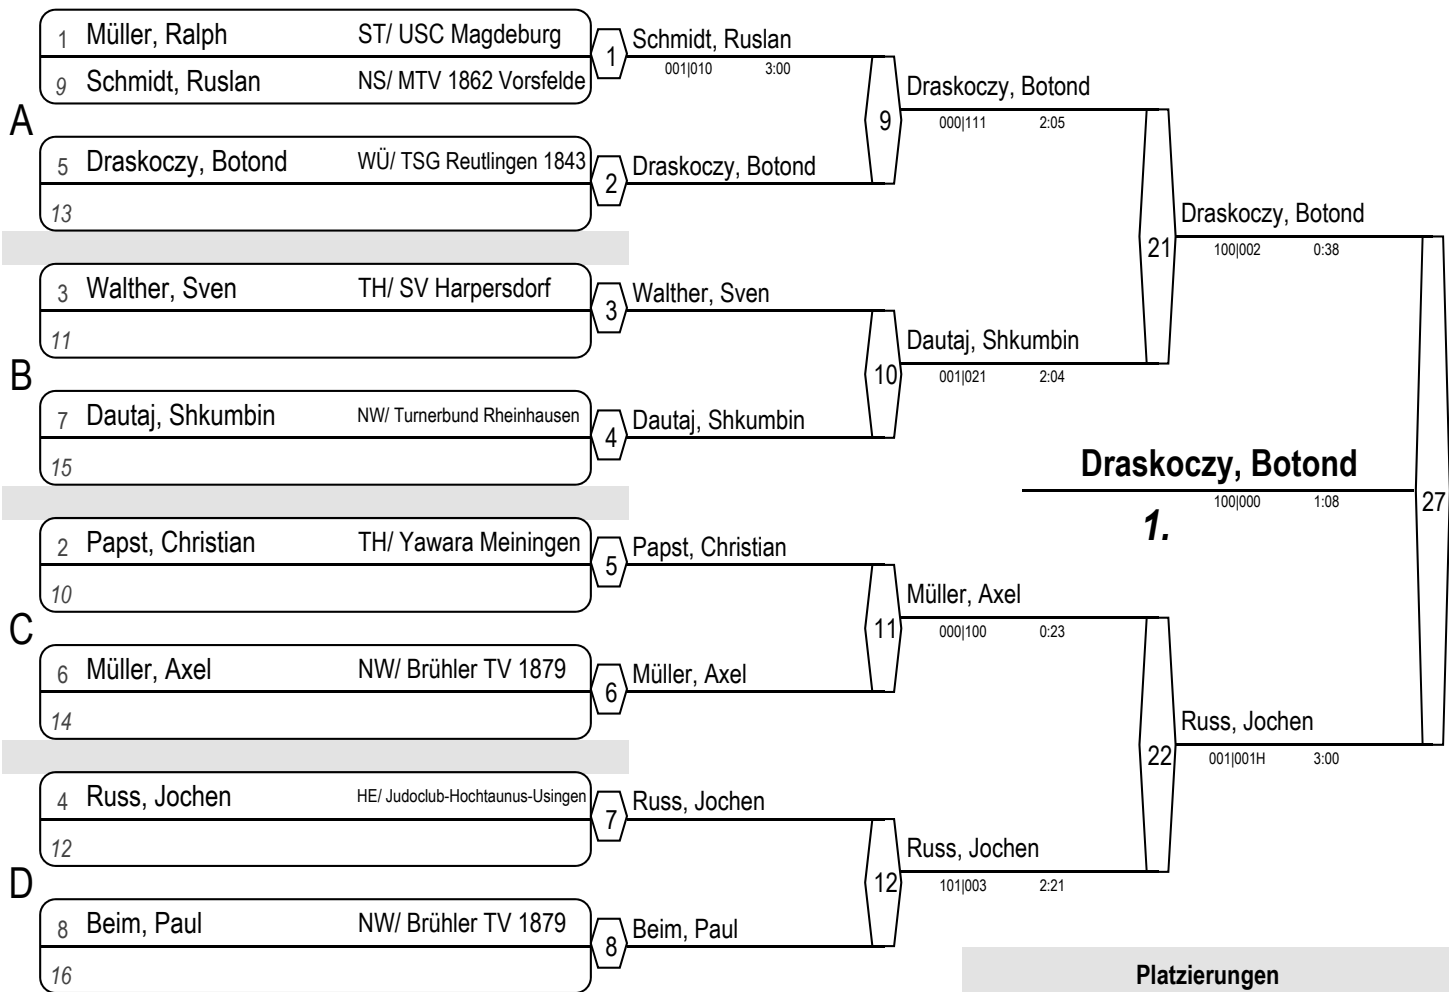 1 Müller, Ralph ST/ USC Magdeburg
9 Schmidt, Ruslan NS/ MTV 1862 Vorsfelde
1
Schmidt, Ruslan
001|010 3:00
A
5 Draskoczy, Botond WÜ/ TSG Reutlingen 1843
13
2
Draskoczy, Botond
9
Draskoczy, Botond
000|111 2:05
3 Walther, Sven TH/ SV Harpersdorf
11
3
Walther, Sven
B
7 Dautaj, Shkumbin NW/ Turnerbund Rheinhausen
15
4
Dautaj, Shkumbin
10
Dautaj, Shkumbin
001|021 2:04
21
Draskoczy, Botond
100|002 0:38
2 Papst, Christian TH/ Yawara Meiningen
10
5
Papst, Christian
C
6 Müller, Axel NW/ Brühler TV 1879
14
6
Müller, Axel
11
Müller, Axel
000|100 0:23
4 Russ, Jochen HE/ Judoclub-Hochtaunus-Usingen
12
7
Russ, Jochen
D
8 Beim, Paul NW/ Brühler TV 1879
16
8
Beim, Paul
12
Russ, Jochen
101|003 2:21
22
Russ, Jochen
001|001H 3:00
27
Draskoczy, Botond
100|000 1:08
1.
Platzierungen